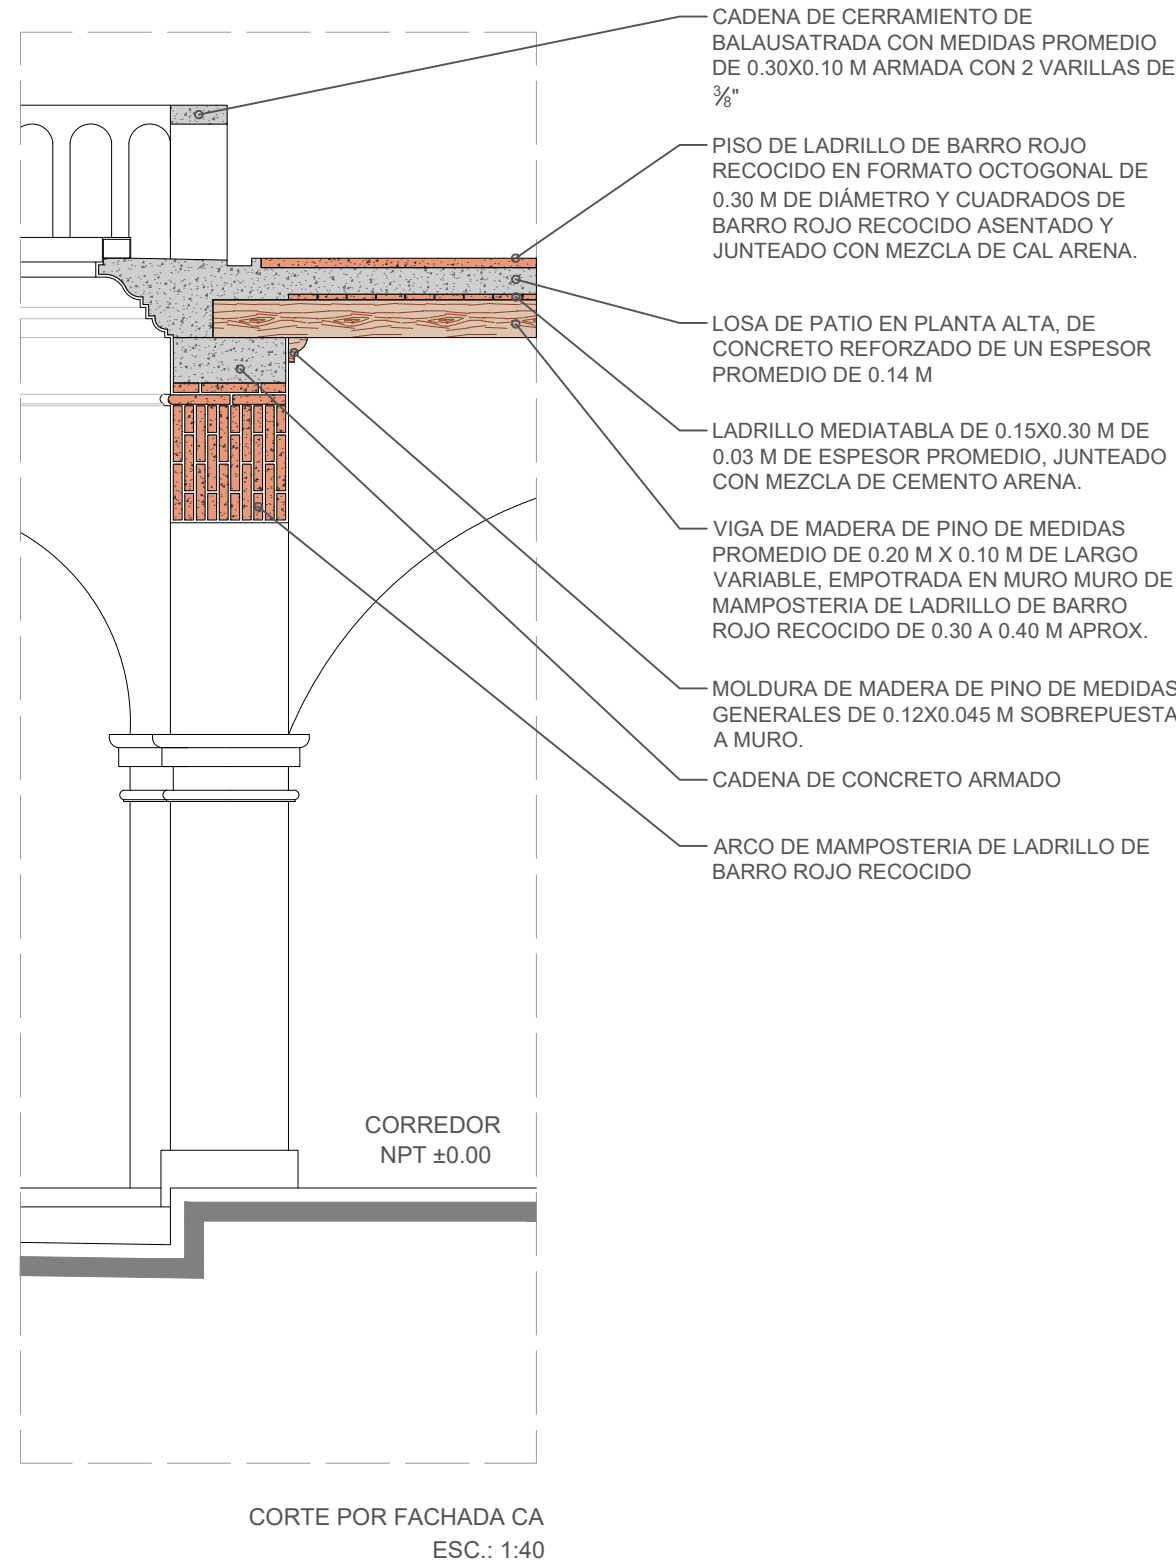 CADENA DE CERRAMIENTO DE
BALAUSATRADA CON MEDIDAS PROMEDIO
DE 0.30X0.10 M ARMADA CON 2 VARILLAS DE
⅜"
PISO DE LADRILLO DE BARRO ROJO
RECOCIDO EN FORMATO OCTOGONAL DE
0.30 M DE DIÁMETRO Y CUADRADOS DE
BARRO ROJO RECOCIDO ASENTADO Y
JUNTEADO CON MEZCLA DE CAL ARENA.
LOSA DE PATIO EN PLANTA ALTA, DE
CONCRETO REFORZADO DE UN ESPESOR
PROMEDIO DE 0.14 M
LADRILLO MEDIATABLA DE 0.15X0.30 M DE
0.03 M DE ESPESOR PROMEDIO, JUNTEADO
CON MEZCLA DE CEMENTO ARENA.
VIGA DE MADERA DE PINO DE MEDIDAS
PROMEDIO DE 0.20 M X 0.10 M DE LARGO
VARIABLE, EMPOTRADA EN MURO MURO DE
MAMPOSTERIA DE LADRILLO DE BARRO
ROJO RECOCIDO DE 0.30 A 0.40 M APROX.
MOLDURA DE MADERA DE PINO DE MEDIDAS
GENERALES DE 0.12X0.045 M SOBREPUESTA
A MURO.
CADENA DE CONCRETO ARMADO
ARCO DE MAMPOSTERIA DE LADRILLO DE
BARRO ROJO RECOCIDO
CORREDOR
NPT ±0.00
CORTE POR FACHADA CA
ESC.: 1:40